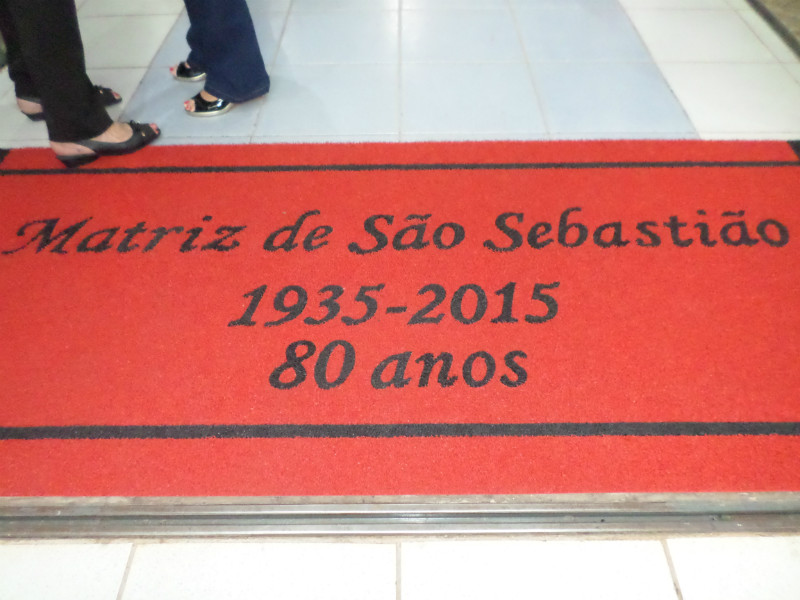 Matriz de São Sebastião
1935-2015
80 anos